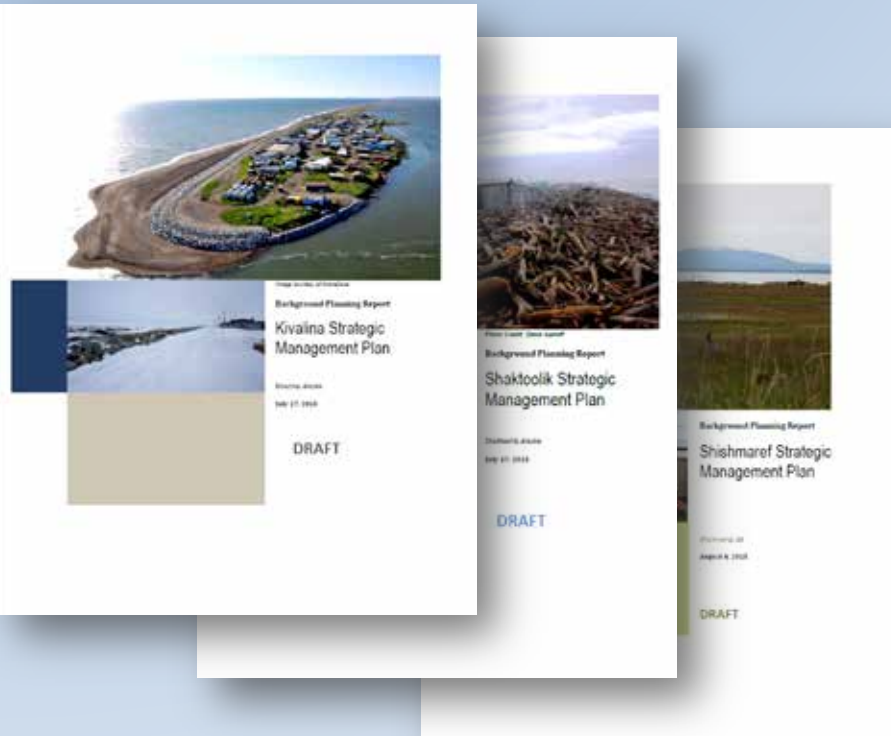 Background Planning Report
Kivalina Strategic
Management Plan
DRAFT
Background Planning Report
Shaktoolik Strategic
Management Plan
DRAFT
Background Planning Report
Shishmaref Strategic
Management Plan
DRAFT